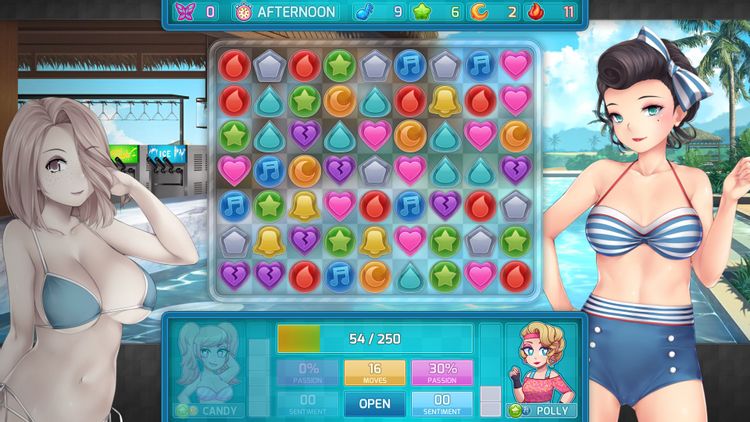 0 AFTERNOON 9 6 2 11
ICE
54 / 250
0% 16 30%
PASSION MOVES PASSION
00 OPEN 00
SENTIMENT SENTIMENT
CANDY POLLY